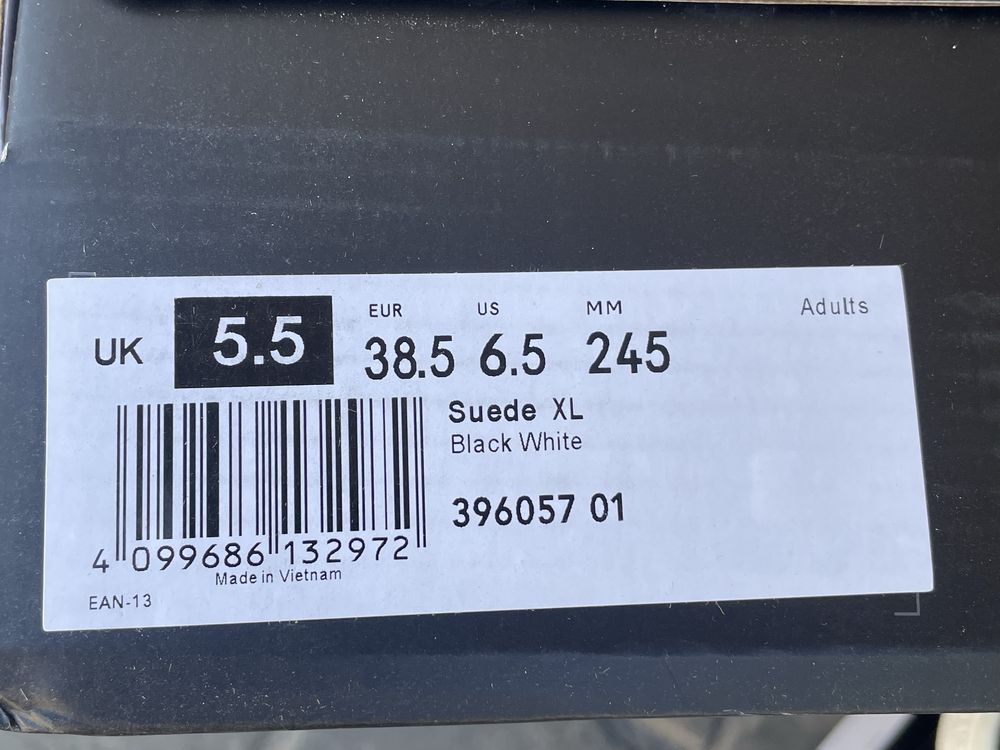 EUR US MM Adults
UK 5.5 38.5 6.5 245
Suede XL
Black White
396057 01
4 099686 132972
Made in Vietnam
EAN-13